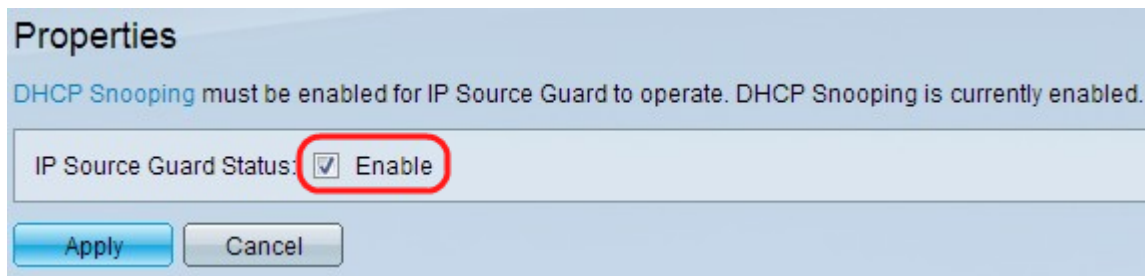 Properties
DHCP Snooping must be enabled for IP Source Guard to operate. DHCP Snooping is currently enabled.
IP Source Guard Status: Enable
Apply Cancel